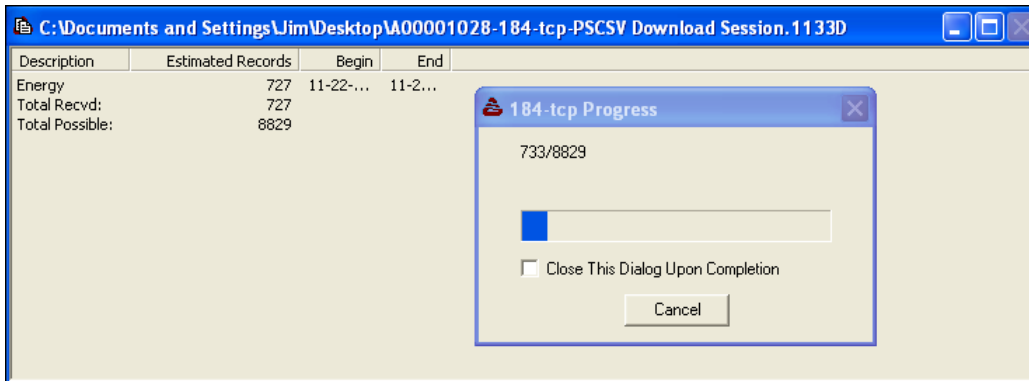 C:\Documents and Settings\Jim\Desktop\A00001028-184-tcp-PSCSV Download Session.1133D
Description Estimated Records Begin End
Energy 727 11-22-... 11-2...
Total Recvd: 727
Total Possible: 8829
184-tcp Progress
733/8829
Close This Dialog Upon Completion
Cancel